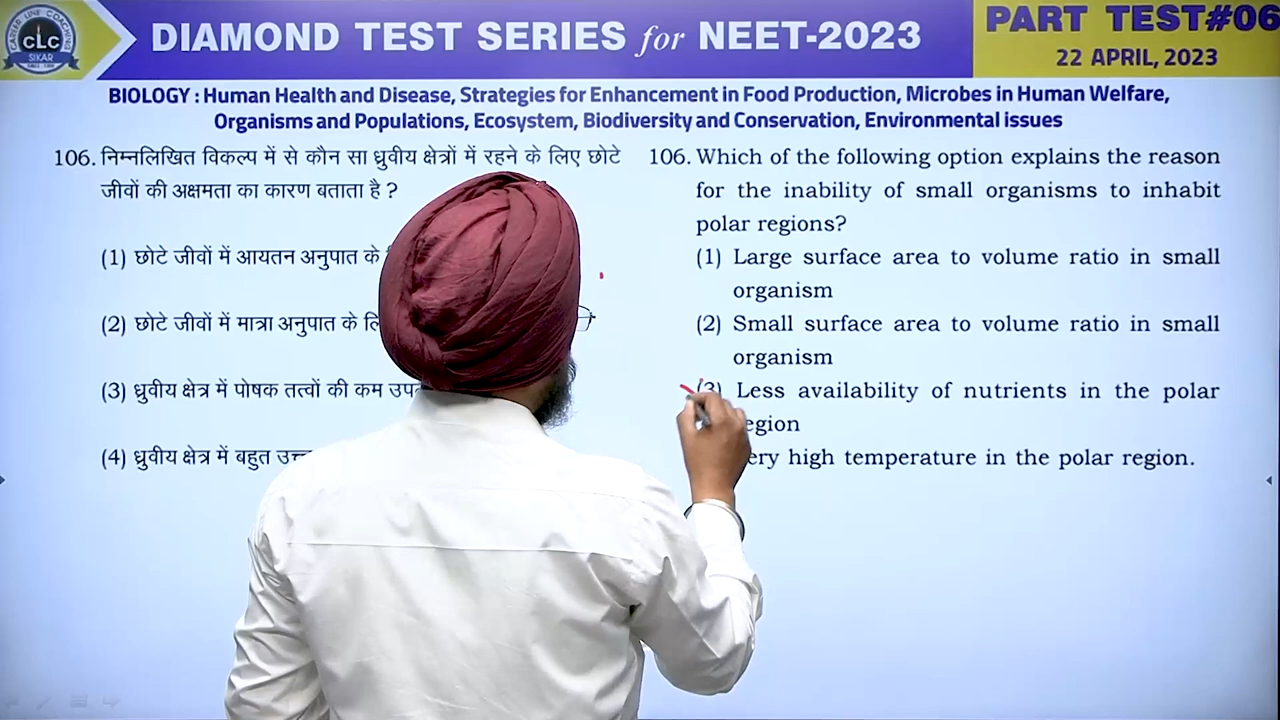 CAREER LINE COACHING
CLC
SIKAR
DIAMOND TEST SERIES for NEET-2023
PART TEST#06
22 APRIL, 2023
BIOLOGY : Human Health and Disease, Strategies for Enhancement in Food Production, Microbes in Human Welfare,
Organisms and Populations, Ecosystem, Biodiversity and Conservation, Environmental issues
106. निम्नलिखित विकल्प में से कौन सा ध्रुवीय क्षेत्रों में रहने के लिए छोटे
जीवों की अक्षमता का कारण बताता है ?
(1) छोटे जीवों में आयतन अनुपात के
(2) छोटे जीवों में मात्रा अनुपात के
(3) ध्रुवीय क्षेत्र में पोषक तत्वों की कम
(4) ध्रुवीय क्षेत्र में बहुत
106. Which of the following option explains the reason
for the inability of small organisms to inhabit
polar regions?
(1) Large surface area to volume ratio in small
organism
(2) Small surface area to volume ratio in small
organism
(3) Less availability of nutrients in the polar
egion
ery high temperature in the polar region.